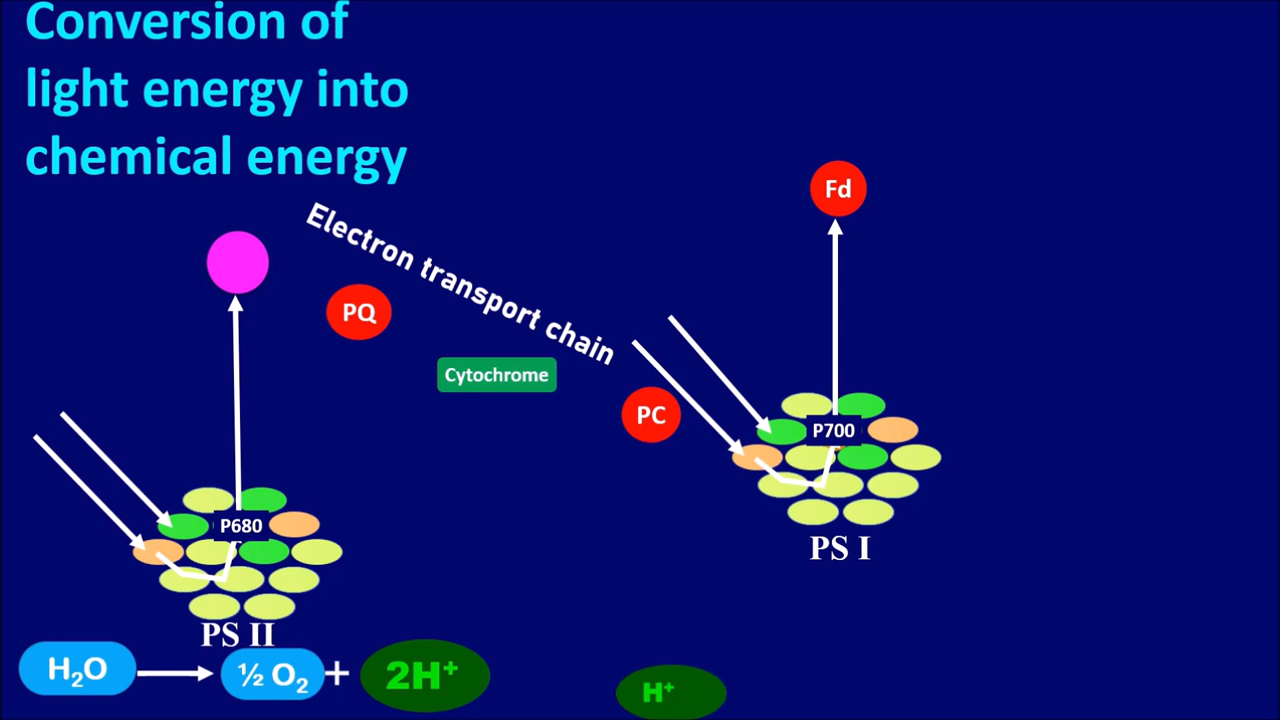 Conversion of
light energy into
chemical energy
Fd
Electron transport chain
PQ
Cytochrome
PC
P700
P680
PS I
PS II
H₂O
½ O₂
+
2H⁺
H⁺